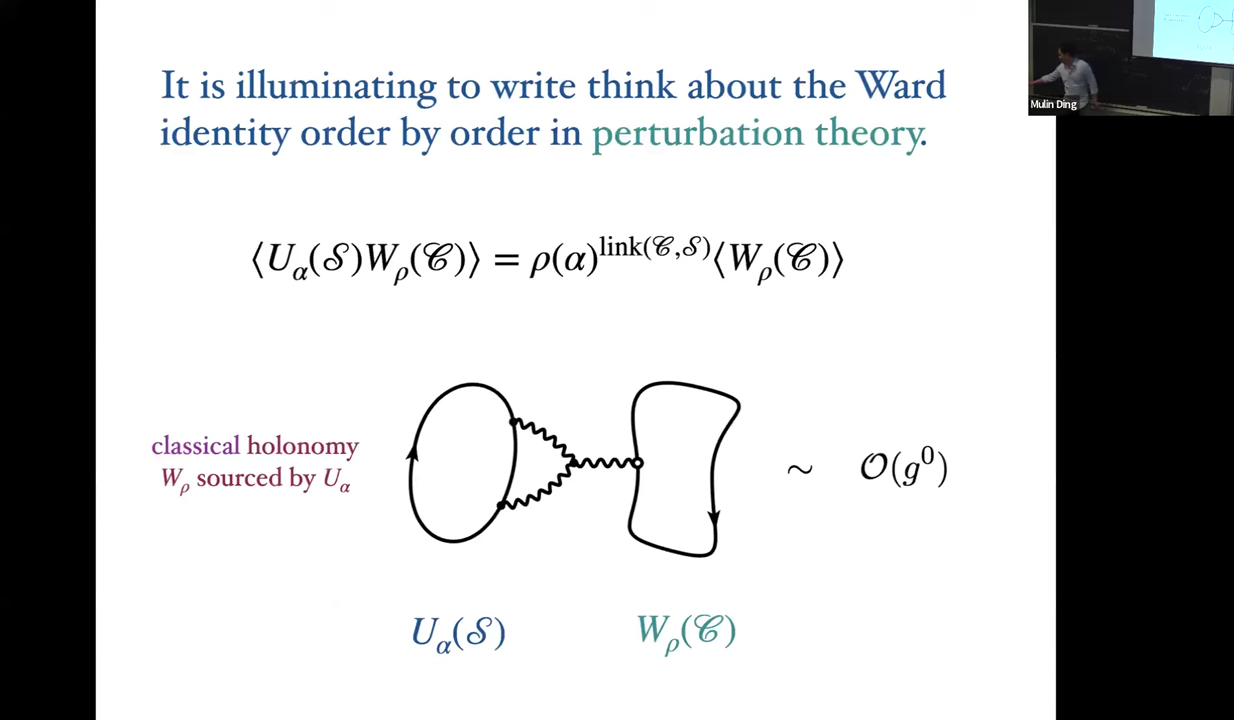 It is illuminating to write think about the Ward
identity order by order in perturbation theory.
⟨U_α(𝒮)W_ρ(𝒞)⟩ = ρ(α)^{link(𝒞,𝒮)}⟨W_ρ(𝒞)⟩
classical holonomy
W_ρ sourced by U_α
~ 𝒪(g⁰)
U_α(𝒮)
W_ρ(𝒞)
Mulin Ding